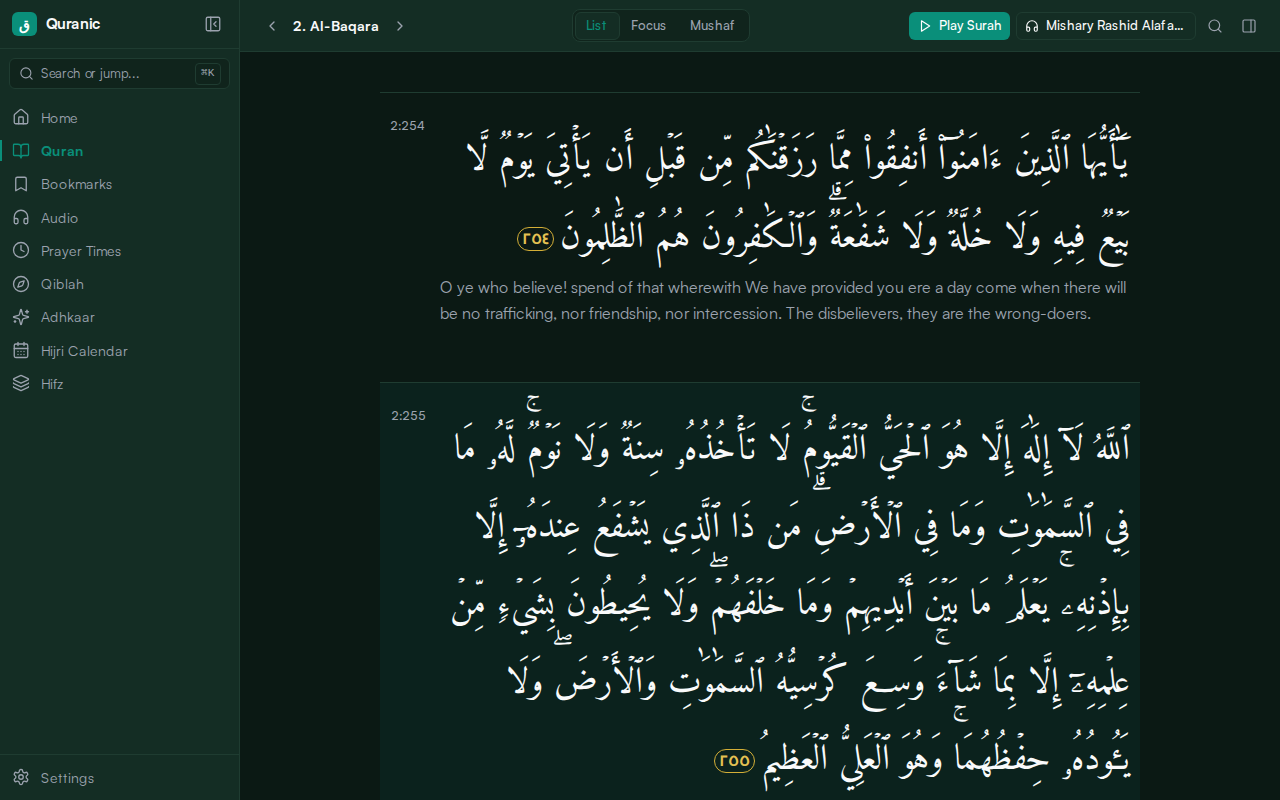 ق Quranic
Search or jump... ⌘K
Home
Quran
Bookmarks
Audio
Prayer Times
Qiblah
Adhkaar
Hijri Calendar
Hifz
Settings
2. Al-Baqara
List Focus Mushaf
Play Surah
Mishary Rashid Alafa...
2:254
يَـٰٓأَيُّهَا ٱلَّذِينَ ءَامَنُوٓا۟ أَنفِقُوا۟ مِمَّا رَزَقْنَـٰكُم مِّن قَبْلِ أَن يَأْتِىَ يَوْمٌ لَّا
بَيْعٌ فِيهِ وَلَا خُلَّةٌ وَلَا شَفَـٰعَةٌ ۗ وَٱلْكَـٰفِرُونَ هُمُ ٱلظَّـٰلِمُونَ ٢٥٤
O ye who believe! spend of that wherewith We have provided you ere a day come when there will
be no trafficking, nor friendship, nor intercession. The disbelievers, they are the wrong-doers.
2:255
ٱللَّهُ لَآ إِلَـٰهَ إِلَّا هُوَ ٱلْحَىُّ ٱلْقَيُّومُ ۚ لَا تَأْخُذُهُۥ سِنَةٌ وَلَا نَوْمٌ ۚ لَّهُۥ مَا
فِى ٱلسَّمَـٰوَٰتِ وَمَا فِى ٱلْأَرْضِ ۗ مَن ذَا ٱلَّذِى يَشْفَعُ عِندَهُۥٓ إِلَّا
بِإِذْنِهِۦ ۚ يَعْلَمُ مَا بَيْنَ أَيْدِيهِمْ وَمَا خَلْفَهُمْ ۖ وَلَا يُحِيطُونَ بِشَىْءٍ مِّنْ
عِلْمِهِۦٓ إِلَّا بِمَا شَآءَ ۚ وَسِعَ كُرْسِيُّهُ ٱلسَّمَـٰوَٰتِ وَٱلْأَرْضَ ۖ وَلَا
يَـُٔودُهُۥ حِفْظُهُمَا ۚ وَهُوَ ٱلْعَلِىُّ ٱلْعَظِيمُ ٢٥٥